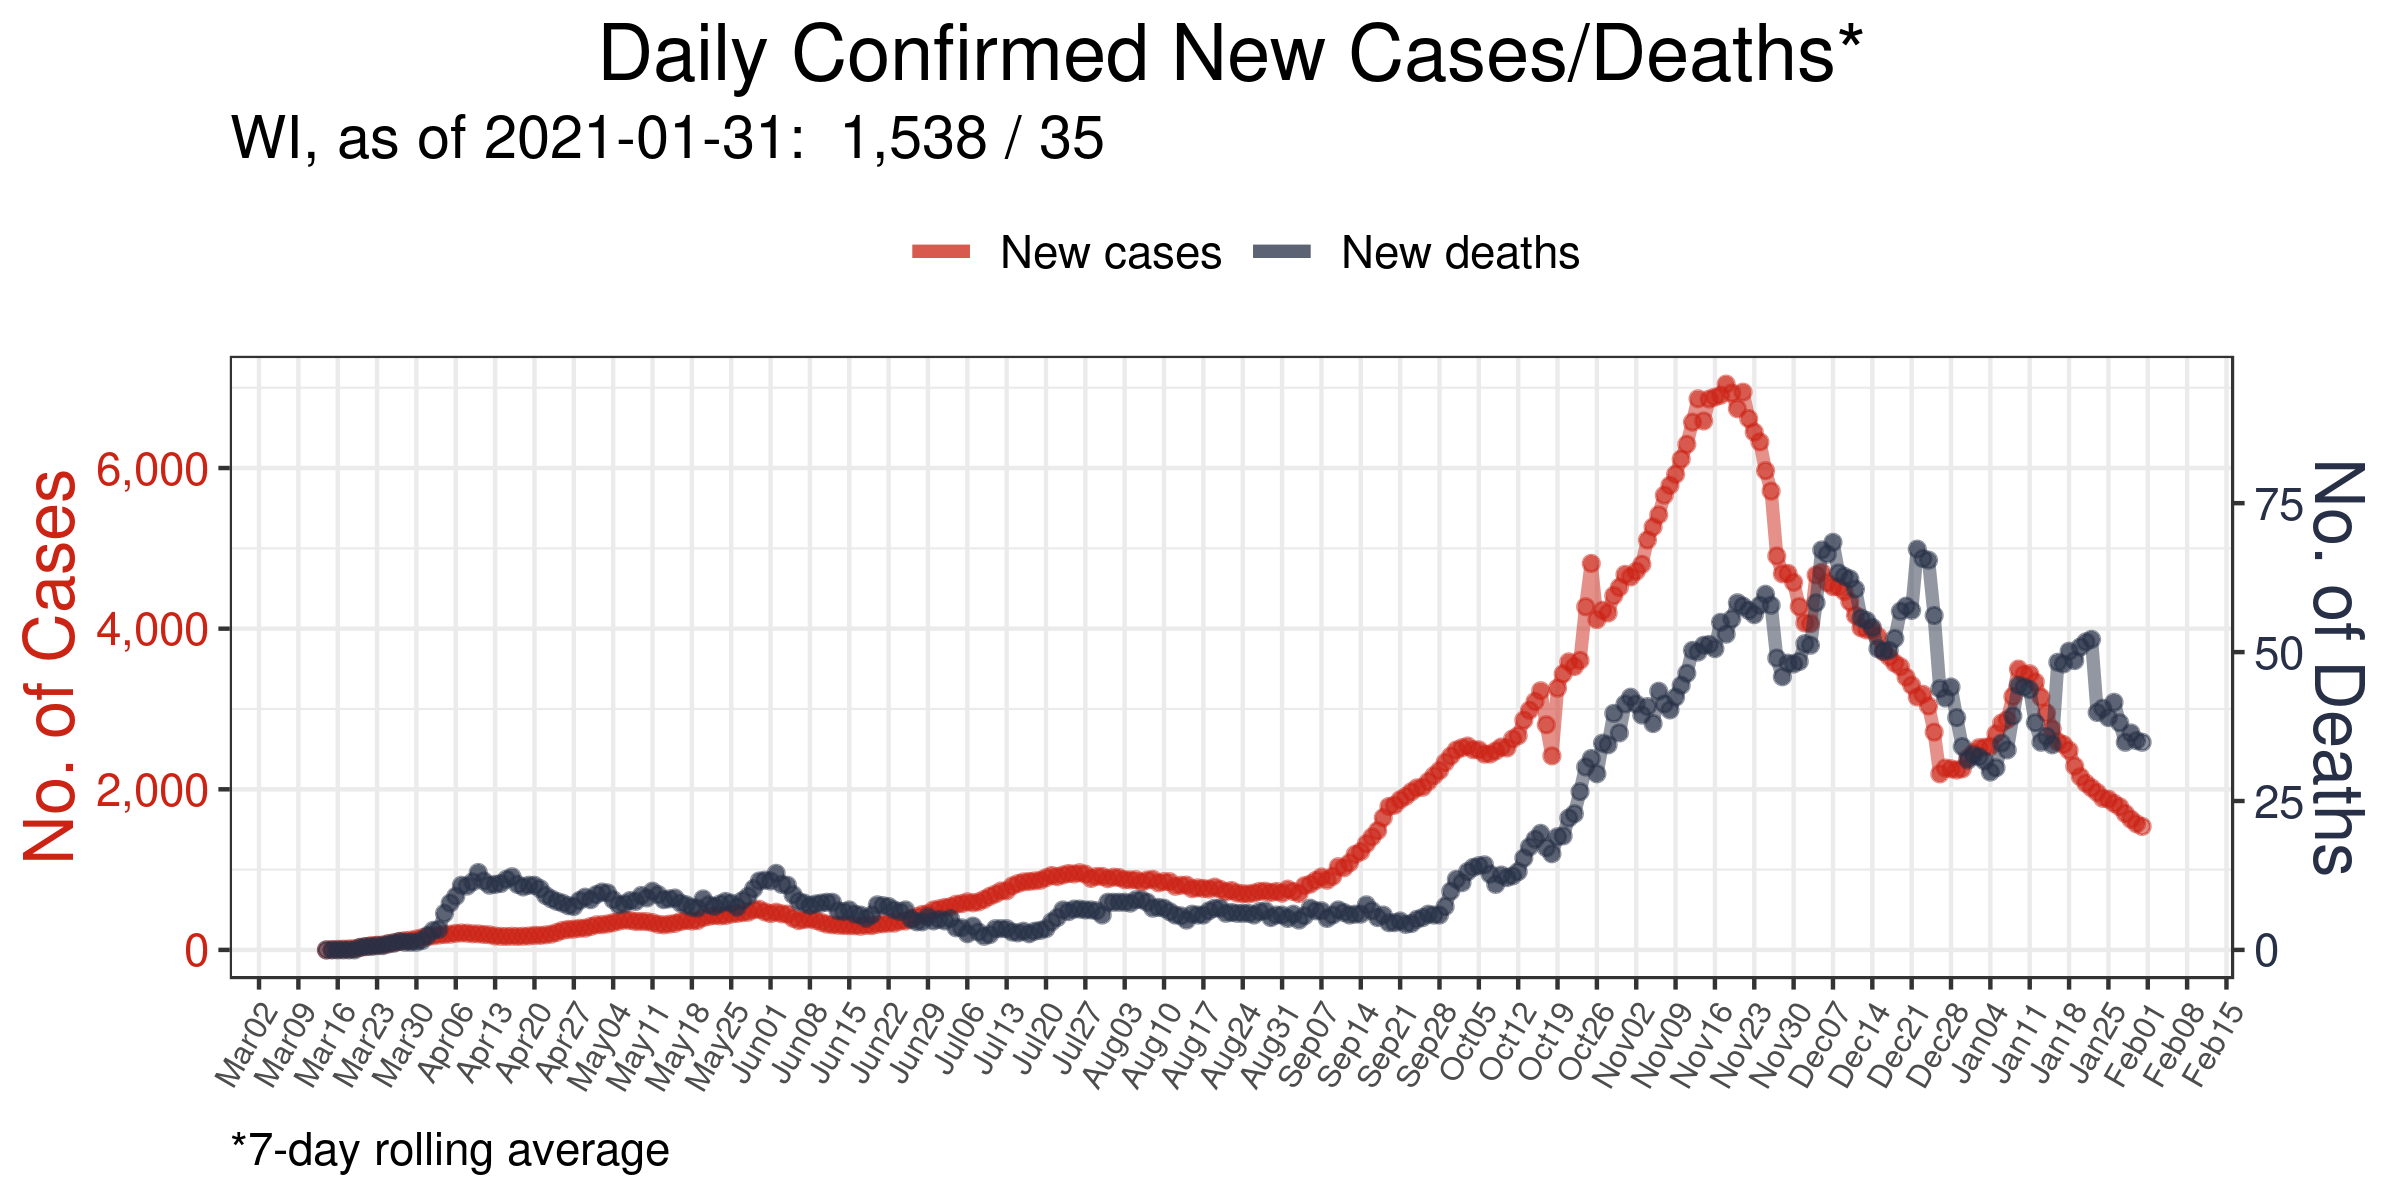 Daily Confirmed New Cases/Deaths*
WI, as of 2021-01-31:  1,538 / 35
New cases
New deaths
No. of Cases
6,000
4,000
2,000
0
75
50
25
0
No. of Deaths
Mar02
Mar09
Mar16
Mar23
Mar30
Apr06
Apr13
Apr20
Apr27
May04
May11
May18
May25
Jun01
Jun08
Jun15
Jun22
Jun29
Jul06
Jul13
Jul20
Jul27
Aug03
Aug10
Aug17
Aug24
Aug31
Sep07
Sep14
Sep21
Sep28
Oct05
Oct12
Oct19
Oct26
Nov02
Nov09
Nov16
Nov23
Nov30
Dec07
Dec14
Dec21
Dec28
Jan04
Jan11
Jan18
Jan25
Feb01
Feb08
Feb15
*7-day rolling average